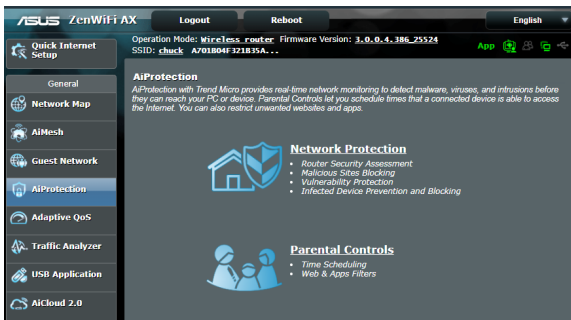 ASUS ZenWiFi AX Logout Reboot English
Quick Internet Setup
Operation Mode: Wireless router Firmware Version: 3.0.0.4.386_25524
SSID: chuck A701B04F321B35A... App
General
Network Map
AiMesh
Guest Network
AiProtection
Adaptive QoS
Traffic Analyzer
USB Application
AiCloud 2.0
AiProtection
AiProtection with Trend Micro provides real-time network monitoring to detect malware, viruses, and intrusions before
they can reach your PC or device. Parental Controls let you schedule times that a connected device is able to access
the Internet. You can also restrict unwanted websites and apps.
Network Protection
• Router Security Assessment
• Malicious Sites Blocking
• Vulnerability Protection
• Infected Device Prevention and Blocking
Parental Controls
• Time Scheduling
• Web & Apps Filters